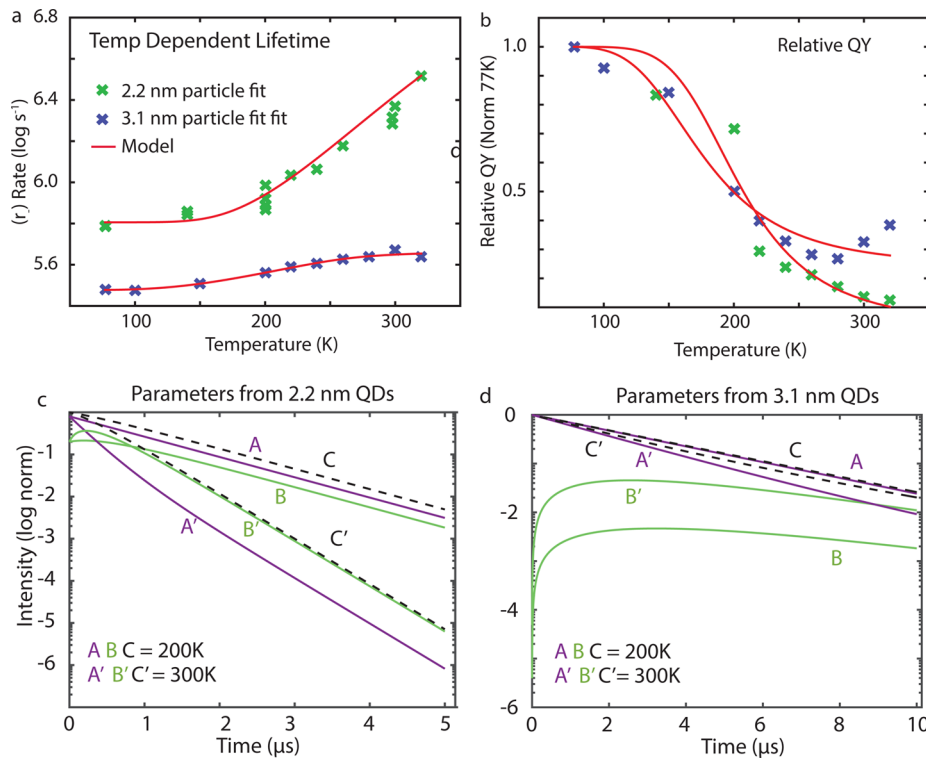 a
6.8
6.4
6.0
5.6
(r,) Rate (log s⁻¹)
Temp Dependent Lifetime
2.2 nm particle fit
3.1 nm particle fit fit
Model
100
200
300
Temperature (K)
b
1.0
0.5
Relative QY (Norm 77K)
d
Relative QY
100
200
300
Temperature (K)
c
Parameters from 2.2 nm QDs
-1
-2
-3
-4
-5
-6
Intensity (log norm)
A
C
B
A'
B'
C'
A B C = 200K
A' B' C' = 300K
0
1
2
3
4
5
Time (μs)
d
Parameters from 3.1 nm QDs
0
-2
-4
-6
C'
A'
C
A
B'
B
A B C = 200K
A' B' C' = 300K
0
2
4
6
8
10
Time (μs)